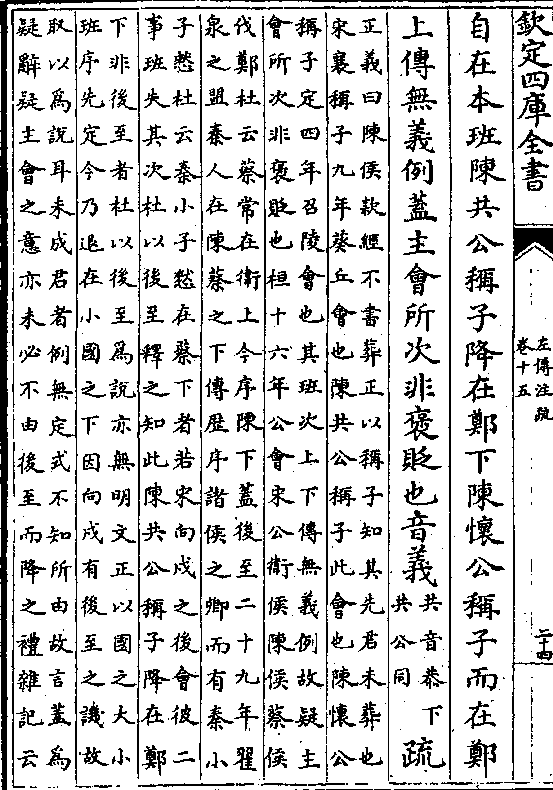 欽定四庫全書
左傳注疏
卷十五
二十四
自在本班陳共公稱子降在鄭下陳懷公稱子而在鄭
上傳無義例蓋主會所次非褒貶也音義
共音恭下
共公同
疏
正義曰陳侯款經不書葬正以稱子知其先君未葬也
宋襄稱子九年葵丘會也陳共公稱子此會也陳懷公
稱子定四年召陵會也其班次上下傳無義例故疑主
會所次非褒貶也桓十六年公會宋公衛侯陳侯蔡侯
伐鄭杜云蔡常在衛上今序陳下蓋後至二十九年翟
泉之盟秦人在陳蔡之下傳歴序諸侯之卿而有秦小
子憖杜云秦小子憖在蔡下者若宋向戌之後會彼二
事班失其次杜以後至釋之知此陳共公稱子降在鄭
下非後至者杜以後至爲說亦無明文正以國之大小
班序先定今乃退在小國之下因向戌有後至之譏故
取以爲說耳未成君者例無定式不知所由故言蓋爲
疑辭疑主會之意亦未必不由後至而降之禮雜記云